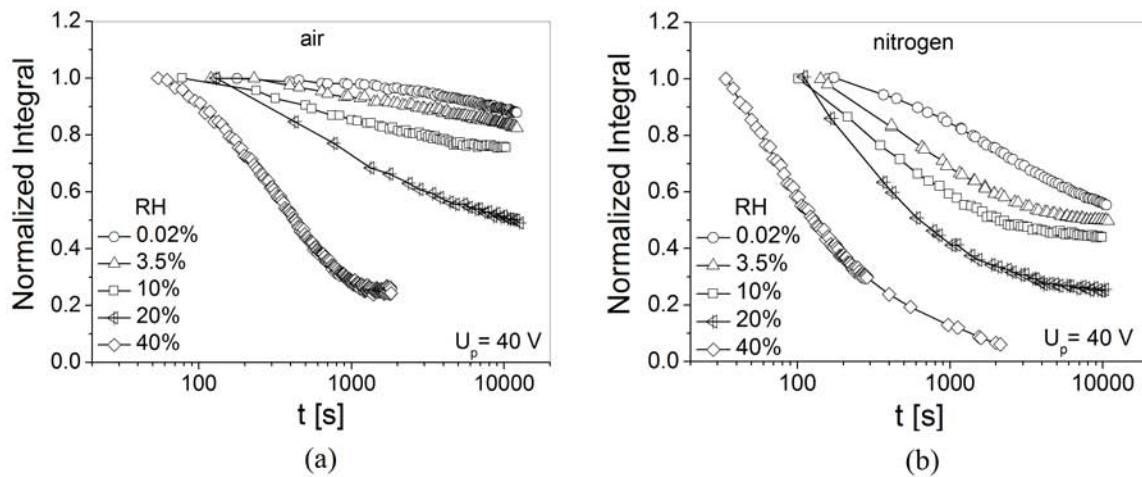 air
Normalized Integral
1.2
1.0
0.8
0.6
0.4
0.2
0.0
RH
0.02%
3.5%
10%
20%
40%
U_p = 40 V
100
1000
10000
t [s]
(a)
nitrogen
Normalized Integral
1.2
1.0
0.8
0.6
0.4
0.2
0.0
RH
0.02%
3.5%
10%
20%
40%
U_p = 40 V
100
1000
10000
t [s]
(b)